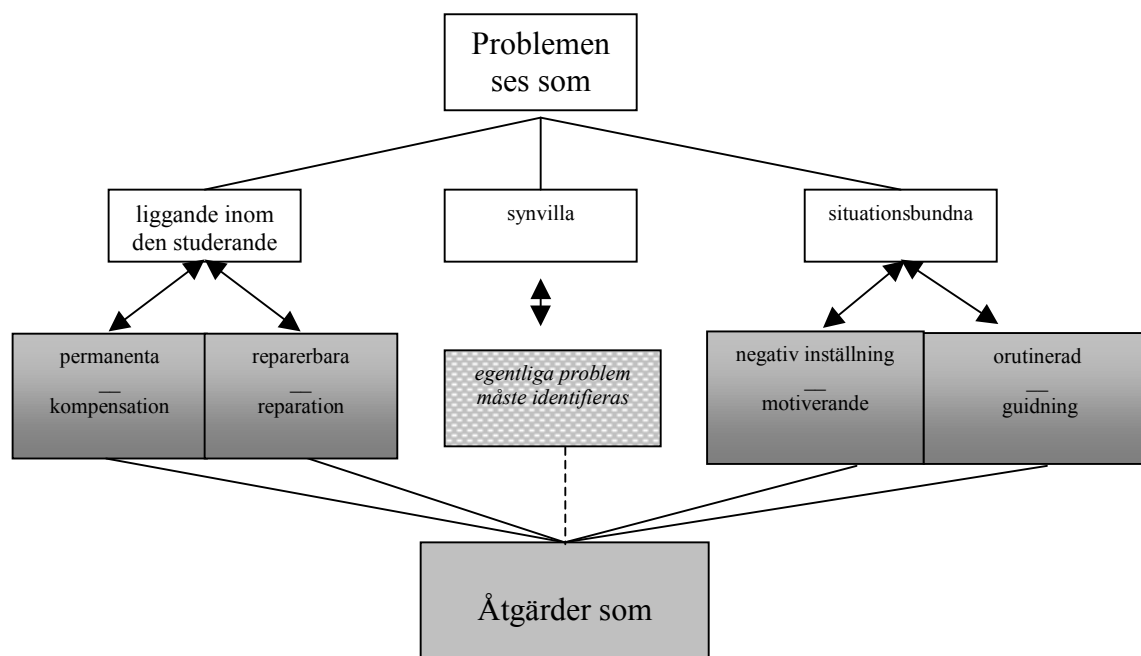 Problemen
ses som
liggande inom
den studerande
synvilla
situationsbundna
permanenta
__
kompensation
reparerbara
__
reparation
egentliga problem
måste identifieras
negativ inställning
__
motiverande
orutinerad
__
guidning
Åtgärder som